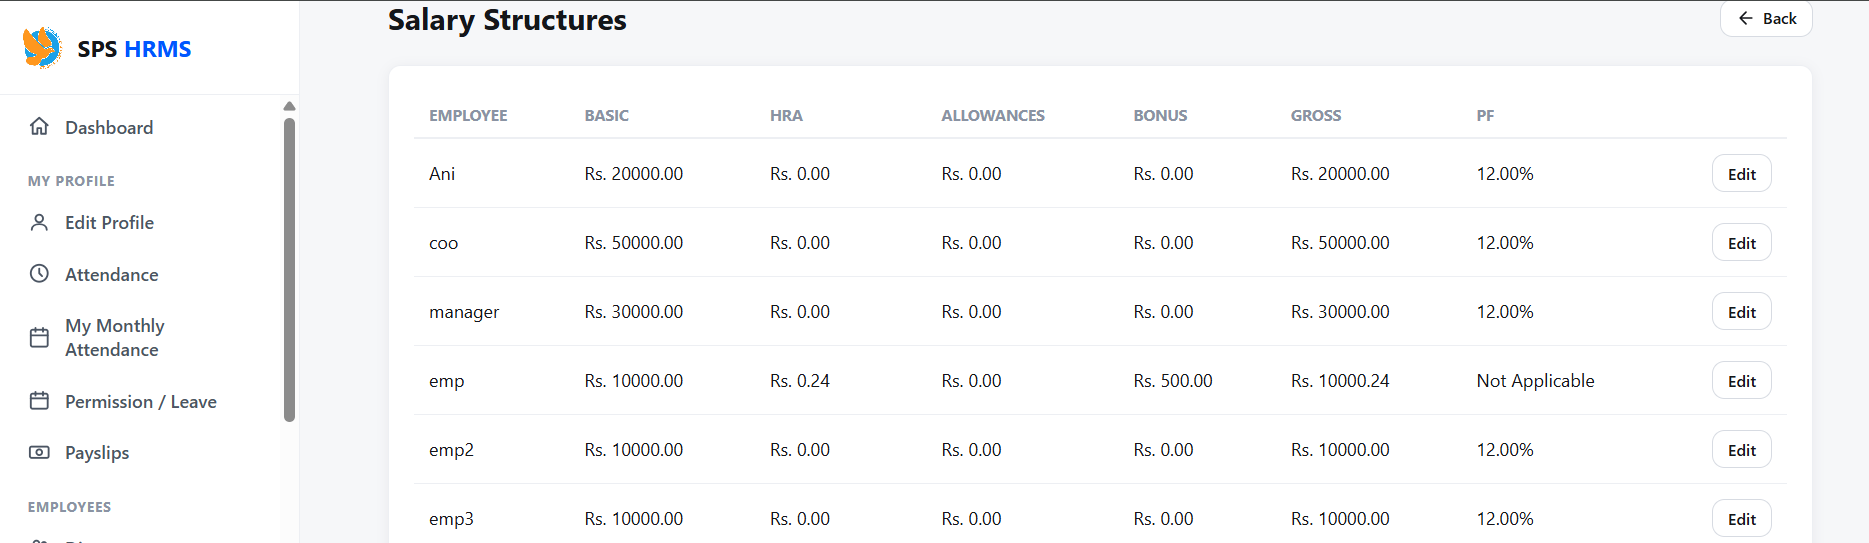 SPS HRMS
Dashboard
MY PROFILE
Edit Profile
Attendance
My Monthly
Attendance
Permission / Leave
Payslips
EMPLOYEES
Salary Structures
Back
EMPLOYEE BASIC HRA ALLOWANCES BONUS GROSS PF
Ani Rs. 20000.00 Rs. 0.00 Rs. 0.00 Rs. 0.00 Rs. 20000.00 12.00% Edit
coo Rs. 50000.00 Rs. 0.00 Rs. 0.00 Rs. 0.00 Rs. 50000.00 12.00% Edit
manager Rs. 30000.00 Rs. 0.00 Rs. 0.00 Rs. 0.00 Rs. 30000.00 12.00% Edit
emp Rs. 10000.00 Rs. 0.24 Rs. 0.00 Rs. 500.00 Rs. 10000.24 Not Applicable Edit
emp2 Rs. 10000.00 Rs. 0.00 Rs. 0.00 Rs. 0.00 Rs. 10000.00 12.00% Edit
emp3 Rs. 10000.00 Rs. 0.00 Rs. 0.00 Rs. 0.00 Rs. 10000.00 12.00% Edit